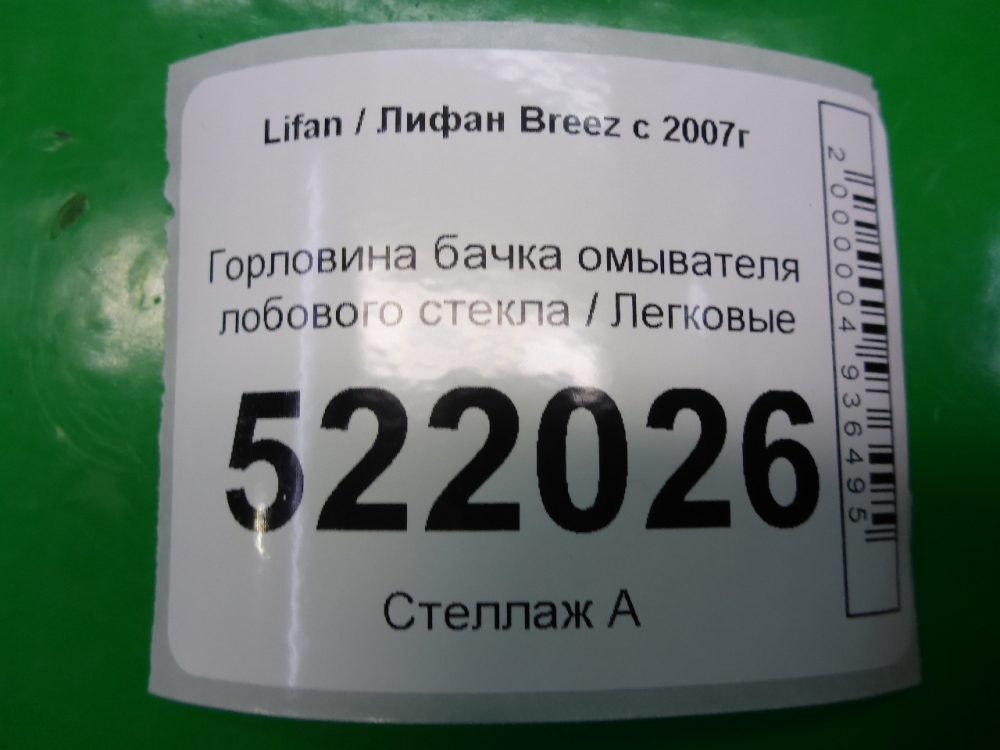 Lifan / Лифан Breez с 2007г
Горловина бачка омывателя
лобового стекла / Легковые
522026
Стеллаж А
2000004936495